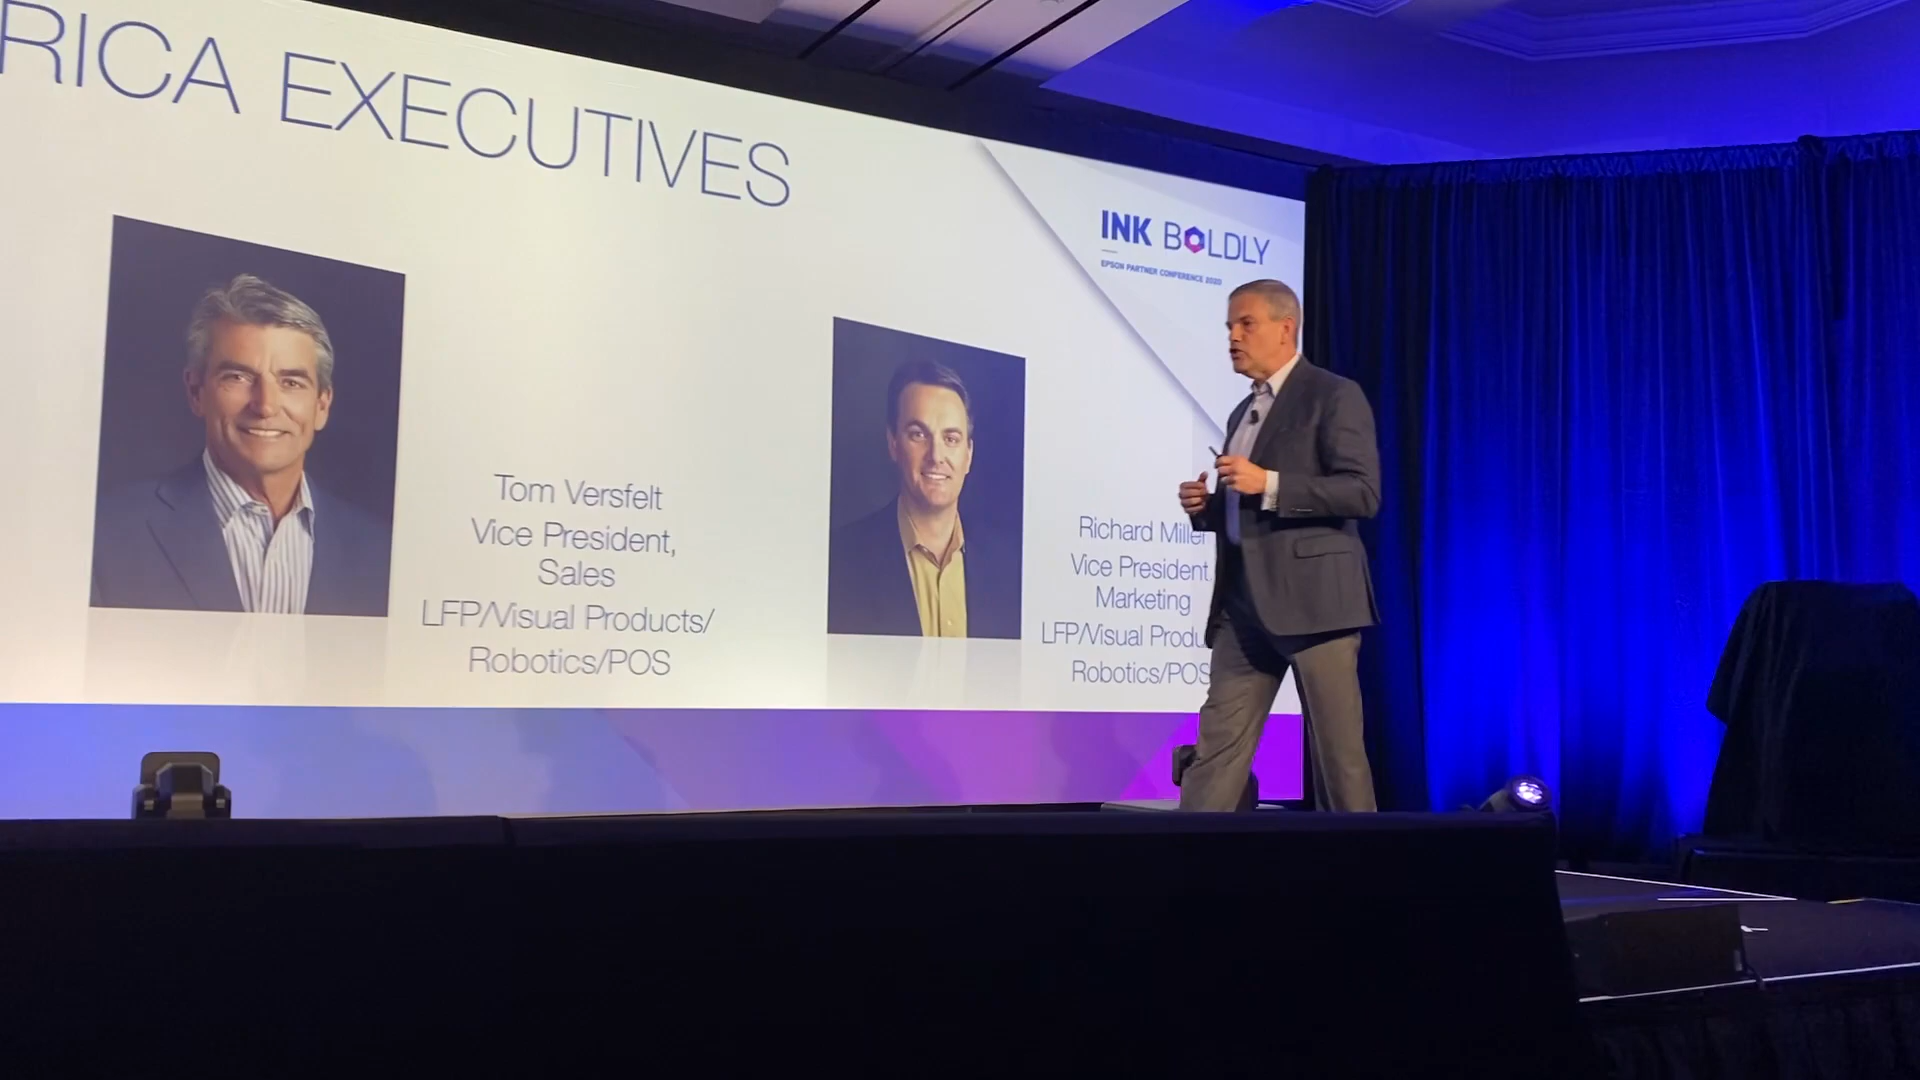 RICA EXECUTIVES
INK BOLDLY
EPSON PARTNER CONFERENCE 2020
Tom Versfelt
Vice President,
Sales
LFP/Visual Products/
Robotics/POS
Richard Miller
Vice President,
Marketing
LFP/Visual Produ
Robotics/POS